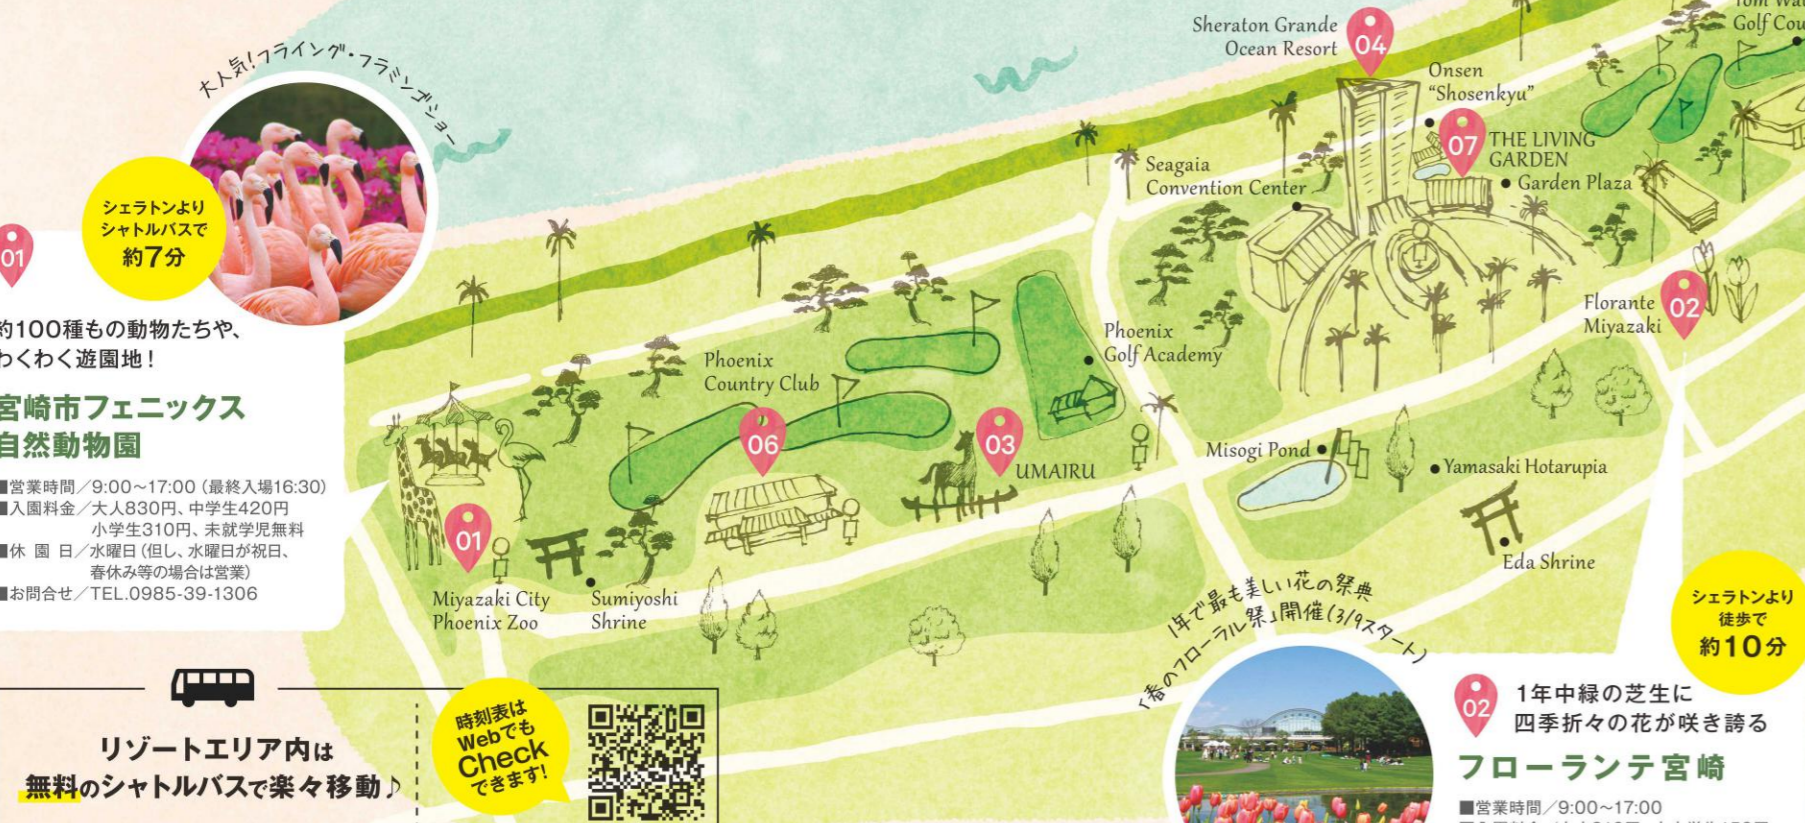 大人気!フライング・フラミンゴショー
シェラトンより
シャトルバスで
約7分
01
約100種もの動物たちや、
わくわく遊園地!
宮崎市フェニックス
自然動物園
■営業時間/9:00~17:00(最終入場16:30)
■入園料金/大人830円、中学生420円
小学生310円、未就学児無料
■休園日/水曜日(但し、水曜日が祝日、
春休み等の場合は営業)
■お問合せ/TEL.0985-39-1306
Sheraton Grande
Ocean Resort
04
Golf
Onsen
"Shosenkyu"
07
THE LIVING
GARDEN
Garden Plaza
Seagaia
Convention Center
Florante
Miyazaki
02
Phoenix
Golf Academy
Phoenix
Country Club
06
03
UMAIRU
Misogi Pond
Yamasaki Hotarupia
Eda Shrine
01
Miyazaki City
Phoenix Zoo
Sumiyoshi
Shrine
リゾートエリア内は
無料のシャトルバスで楽々移動♪
時刻表は
Webでも
Check
できます!
1年で最も美しい花の祭典
「春のフローラル祭」開催(3/9スタート)
シェラトンより
徒歩で
約10分
02
1年中緑の芝生に
四季折々の花が咲き誇る
フローランテ宮崎
■営業時間/9:00~17:00